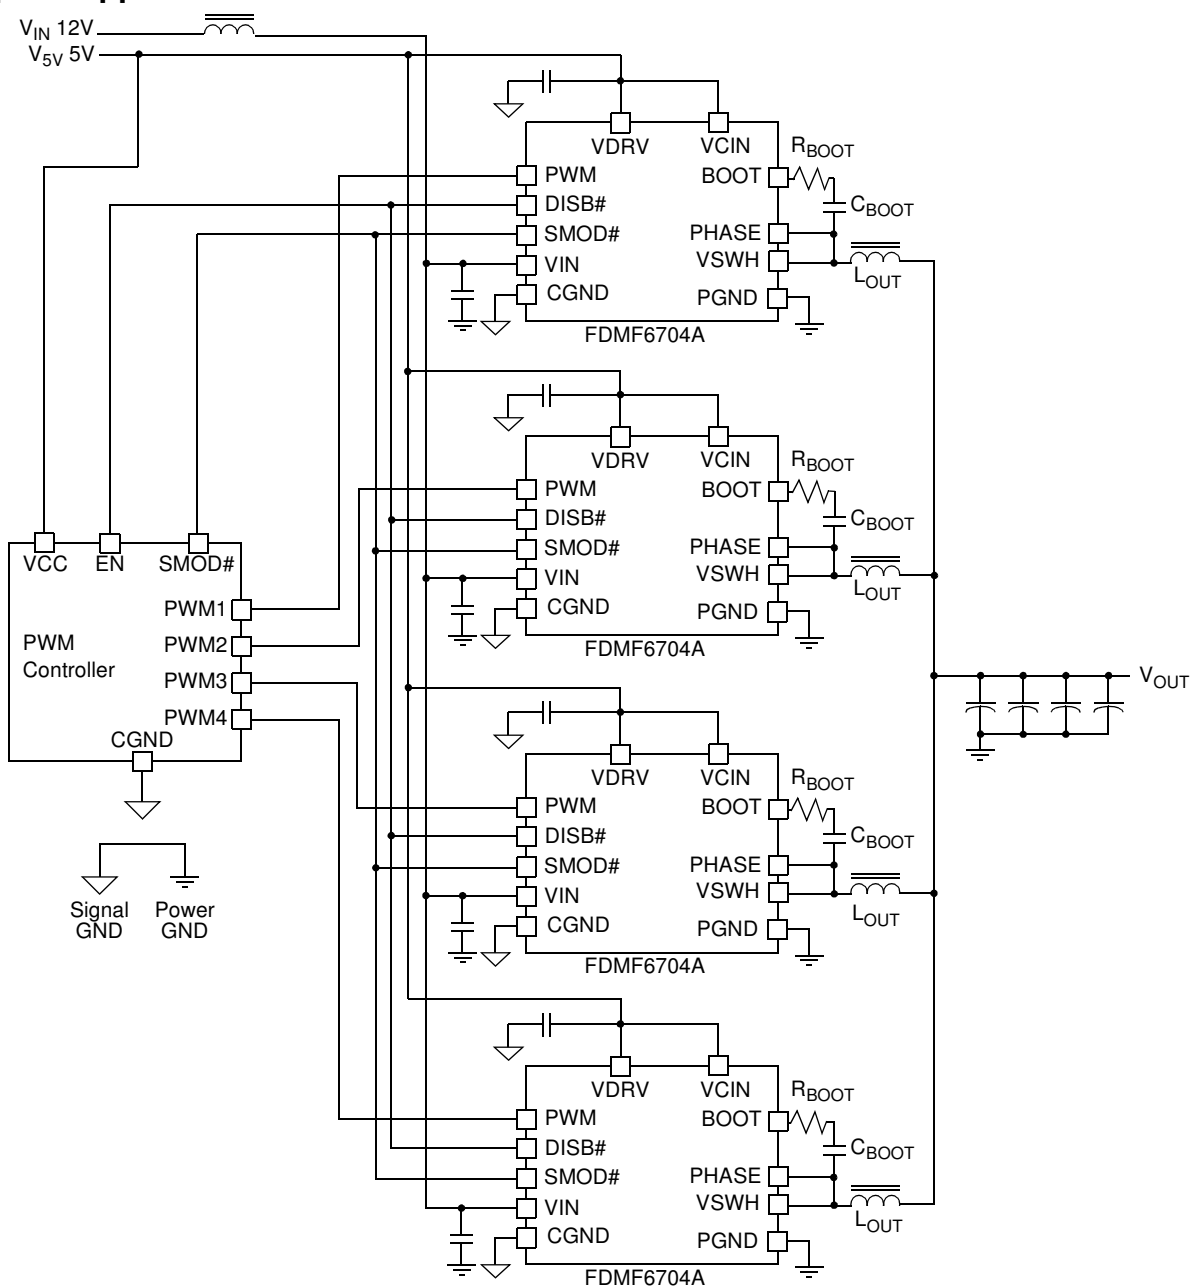 V_IN 12V
V_5V 5V
VDRV
VCIN
R_BOOT
PWM
BOOT
DISB#
C_BOOT
SMOD#
PHASE
VIN
VSWH
L_OUT
CGND
PGND
FDMF6704A
VDRV
VCIN
R_BOOT
PWM
BOOT
DISB#
C_BOOT
SMOD#
PHASE
VIN
VSWH
L_OUT
CGND
PGND
FDMF6704A
VCC
EN
SMOD#
PWM1
PWM
Controller
PWM2
PWM3
PWM4
CGND
Signal
GND
Power
GND
V_OUT
VDRV
VCIN
R_BOOT
PWM
BOOT
DISB#
C_BOOT
SMOD#
PHASE
VIN
VSWH
L_OUT
CGND
PGND
FDMF6704A
VDRV
VCIN
R_BOOT
PWM
BOOT
DISB#
C_BOOT
SMOD#
PHASE
VIN
VSWH
L_OUT
CGND
PGND
FDMF6704A